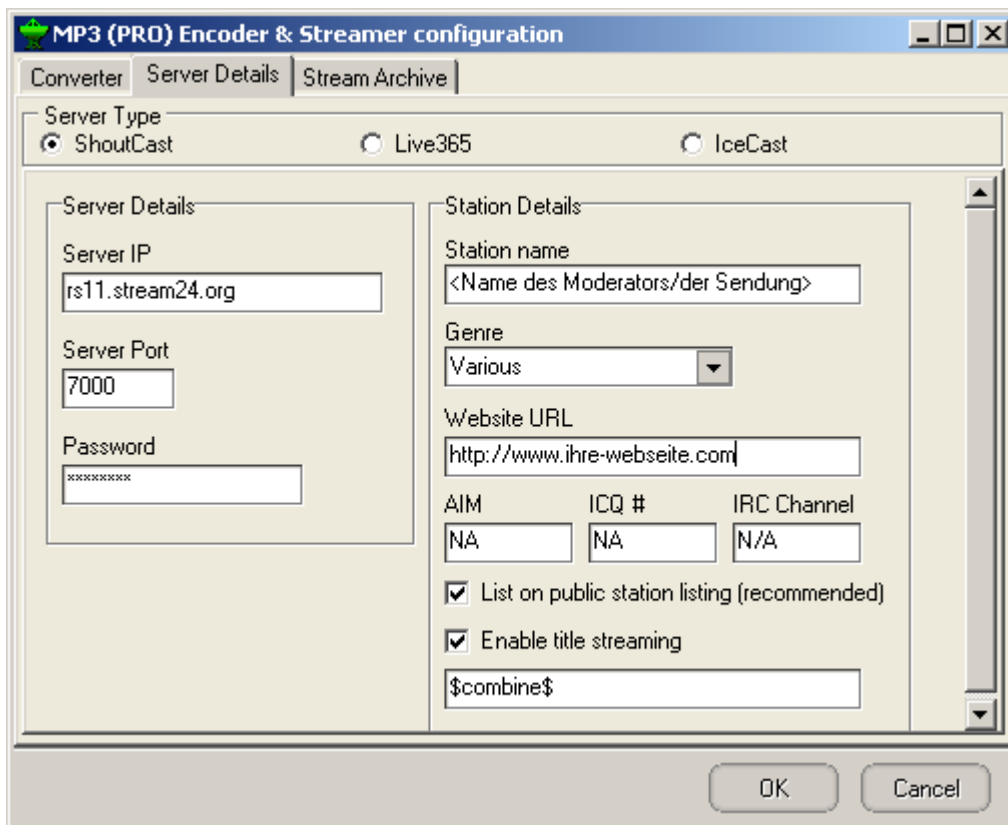 MP3 (PRO) Encoder & Streamer configuration
Converter
Server Details
Stream Archive
Server Type
ShoutCast
Live365
IceCast
Server Details
Server IP
rs11.stream24.org
Server Port
7000
Password
********
Station Details
Station name
<Name des Moderators/der Sendung>
Genre
Various
Website URL
http://www.ihre-webseite.com
AIM
ICQ #
IRC Channel
NA
NA
N/A
List on public station listing (recommended)
Enable title streaming
$combine$
OK
Cancel